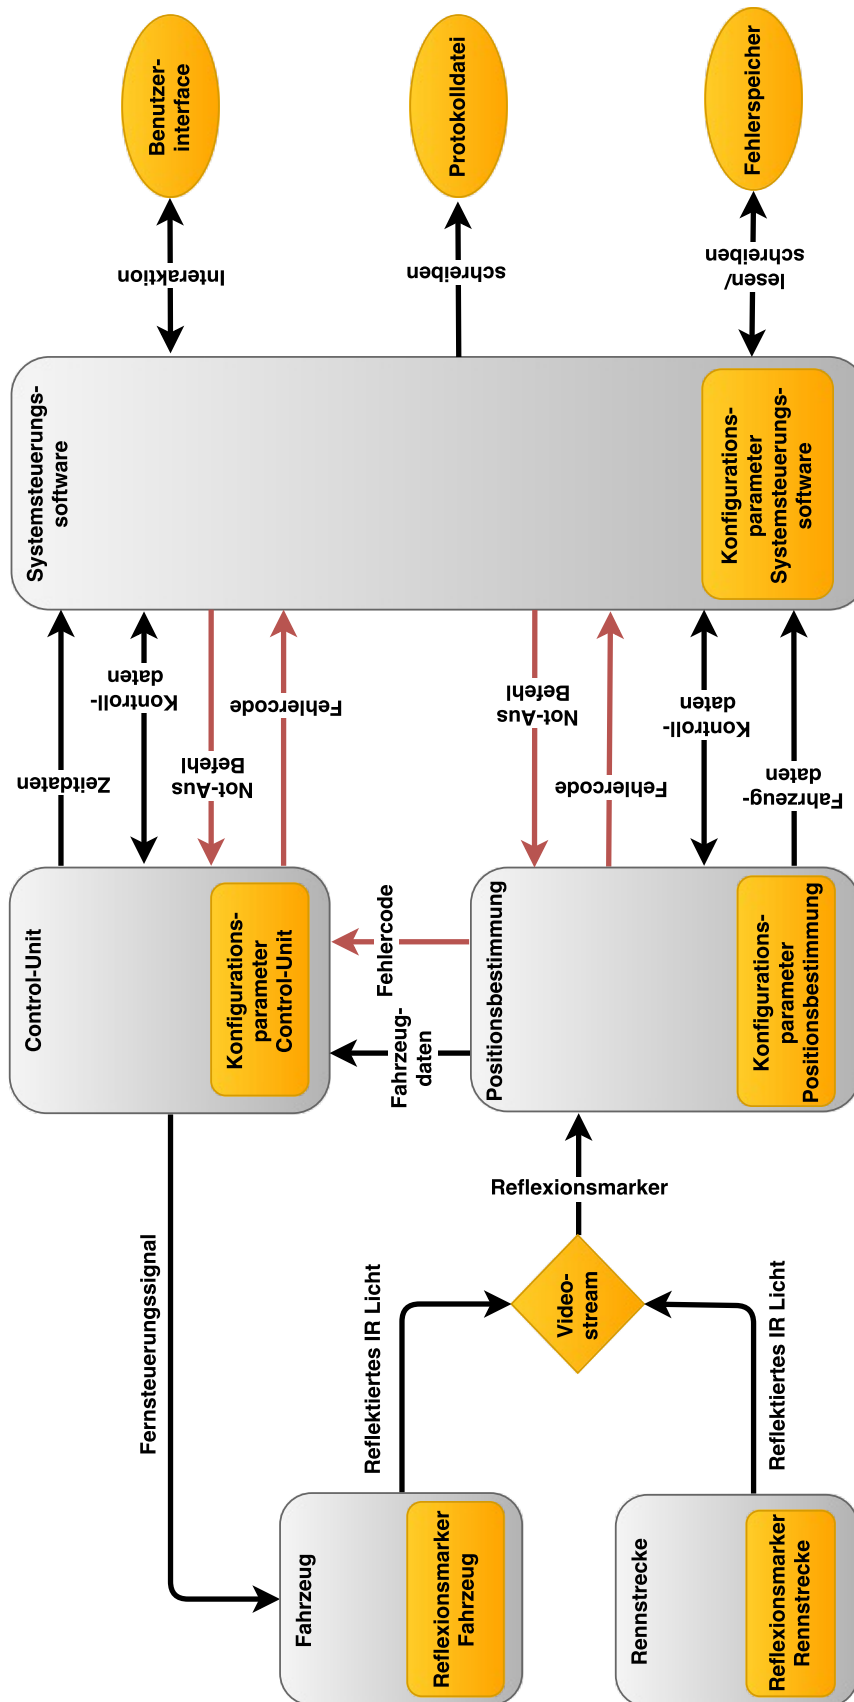 Benutzer-
interface
Protokolldatei
Fehlerspeicher
Interaktion
schreiben
lesen/
schreiben
Systemsteuerungs-
software
Konfigurations-
parameter
Systemsteuerungs-
software
Zeitdaten
Kontroll-
daten
Not-Aus
Befehl
Fehlercode
Not-Aus
Befehl
Fehlercode
Kontroll-
daten
Fahrzeug-
daten
Control-Unit
Konfigurations-
parameter
Control-Unit
Fehlercode
Fahrzeug-
daten
Positionsbestimmung
Konfigurations-
parameter
Positionsbestimmung
Reflexionsmarker
Video-
stream
Fernsteuerungssignal
Reflektiertes IR Licht
Reflektiertes IR Licht
Fahrzeug
Reflexionsmarker
Fahrzeug
Rennstrecke
Reflexionsmarker
Rennstrecke